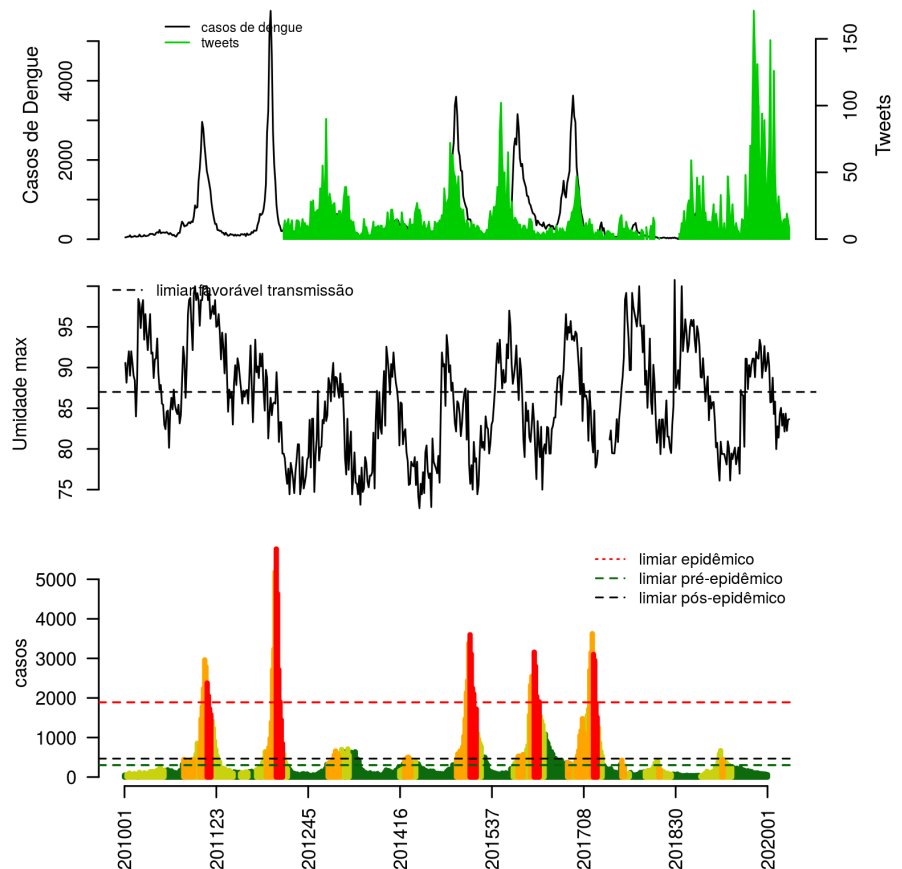 casos de dengue
tweets
Casos de Dengue
0
2000
4000
Tweets
0
50
100
150
limiar favorável transmissão
Umidade max
75
80
85
90
95
limiar epidêmico
limiar pré-epidêmico
limiar pós-epidêmico
casos
0
1000
2000
3000
4000
5000
201001
201123
201245
201416
201537
201708
201830
202001